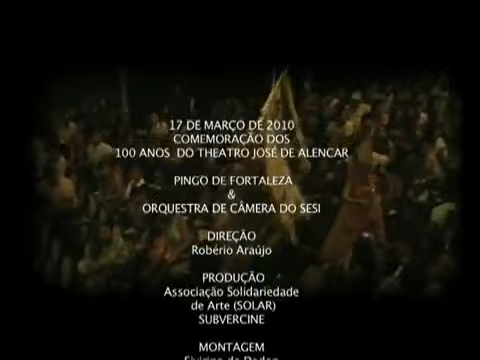 17 DE MARÇO DE 2010
COMEMORAÇÃO DOS
100 ANOS DO THEATRO JOSÉ DE ALENCAR
PINGO DE FORTALEZA
&
ORQUESTRA DE CÂMERA DO SESI
DIREÇÃO
Robério Araújo
PRODUÇÃO
Associação Solidariedade
de Arte (SOLAR)
SUBVERCINE
MONTAGEM